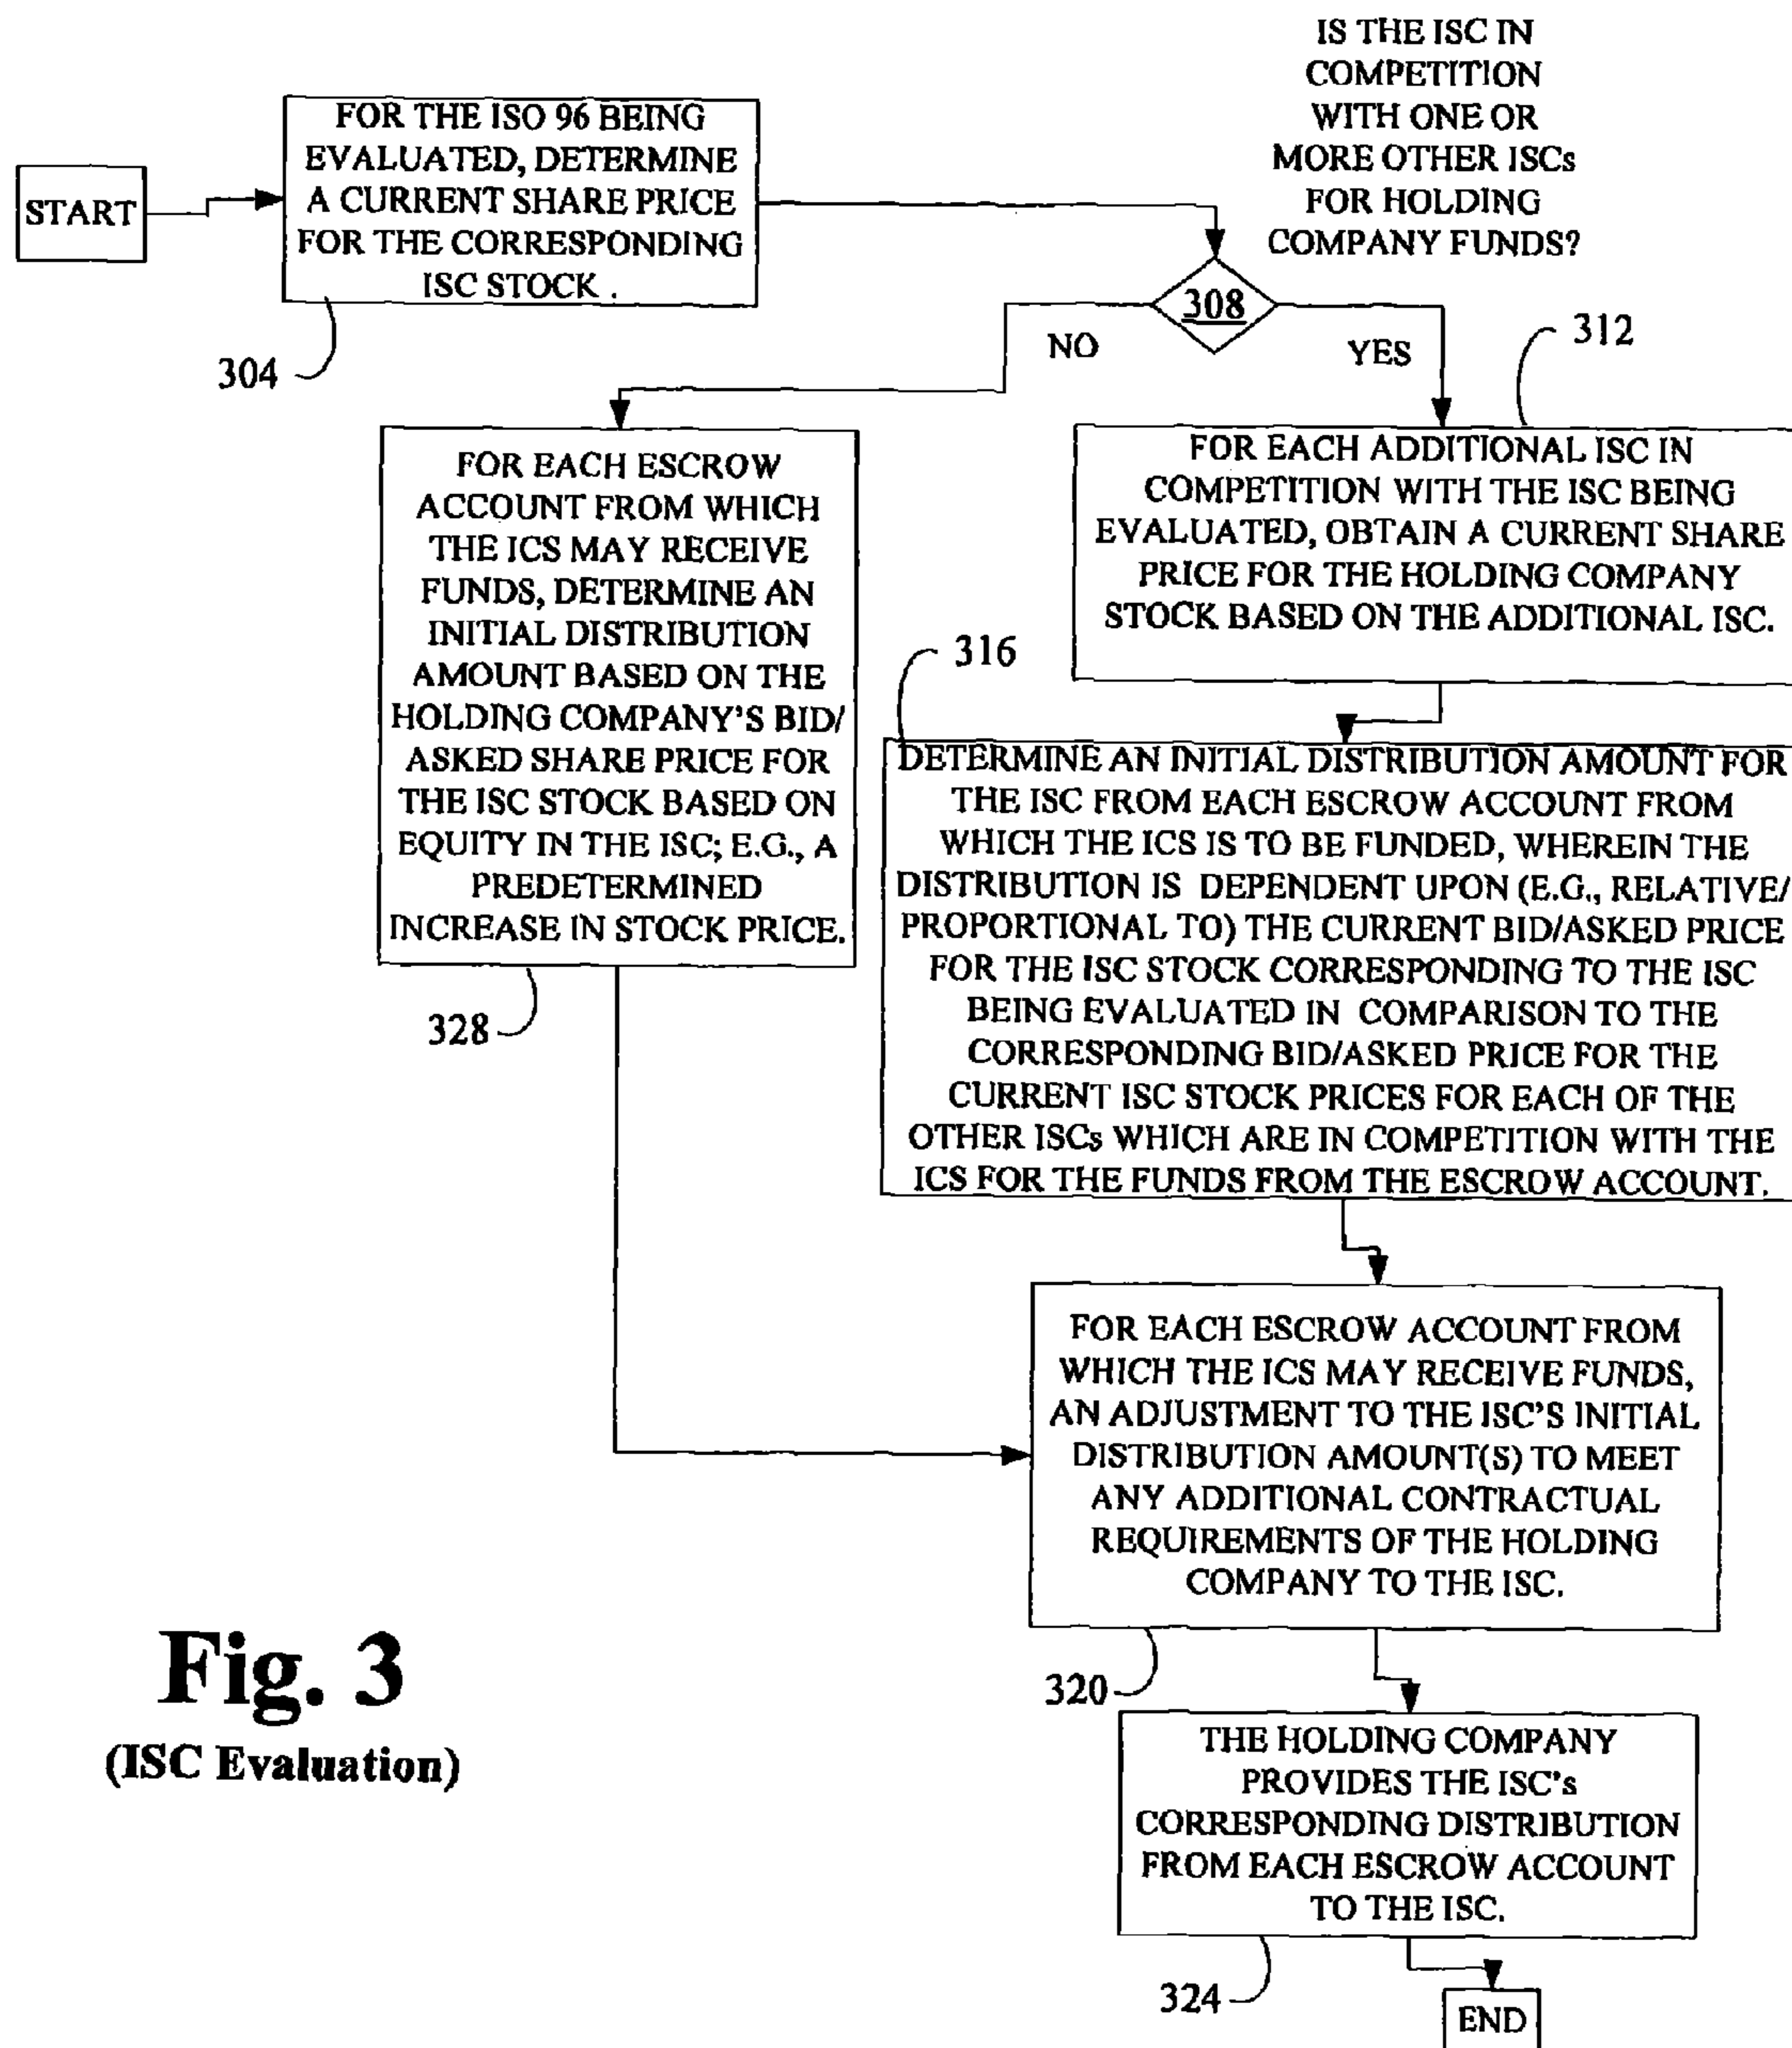 START
FOR THE ISO 96 BEING
EVALUATED, DETERMINE
A CURRENT SHARE PRICE
FOR THE CORRESPONDING
ISC STOCK .
304
IS THE ISC IN
COMPETITION
WITH ONE OR
MORE OTHER ISCs
FOR HOLDING
COMPANY FUNDS?
308
NO
YES
312
FOR EACH ADDITIONAL ISC IN
COMPETITION WITH THE ISC BEING
EVALUATED, OBTAIN A CURRENT SHARE
PRICE FOR THE HOLDING COMPANY
STOCK BASED ON THE ADDITIONAL ISC.
FOR EACH ESCROW
ACCOUNT FROM WHICH
THE ICS MAY RECEIVE
FUNDS, DETERMINE AN
INITIAL DISTRIBUTION
AMOUNT BASED ON THE
HOLDING COMPANY'S BID/
ASKED SHARE PRICE FOR
THE ISC STOCK BASED ON
EQUITY IN THE ISC; E.G., A
PREDETERMINED
INCREASE IN STOCK PRICE.
328
316
DETERMINE AN INITIAL DISTRIBUTION AMOUNT FOR
THE ISC FROM EACH ESCROW ACCOUNT FROM
WHICH THE ICS IS TO BE FUNDED, WHEREIN THE
DISTRIBUTION IS DEPENDENT UPON (E.G., RELATIVE/
PROPORTIONAL TO) THE CURRENT BID/ASKED PRICE
FOR THE ISC STOCK CORRESPONDING TO THE ISC
BEING EVALUATED IN COMPARISON TO THE
CORRESPONDING BID/ASKED PRICE FOR THE
CURRENT ISC STOCK PRICES FOR EACH OF THE
OTHER ISCs WHICH ARE IN COMPETITION WITH THE
ICS FOR THE FUNDS FROM THE ESCROW ACCOUNT.
FOR EACH ESCROW ACCOUNT FROM
WHICH THE ICS MAY RECEIVE FUNDS,
AN ADJUSTMENT TO THE ISC'S INITIAL
DISTRIBUTION AMOUNT(S) TO MEET
ANY ADDITIONAL CONTRACTUAL
REQUIREMENTS OF THE HOLDING
COMPANY TO THE ISC.
320
THE HOLDING COMPANY
PROVIDES THE ISC's
CORRESPONDING DISTRIBUTION
FROM EACH ESCROW ACCOUNT
TO THE ISC.
324
END
Fig. 3
(ISC Evaluation)